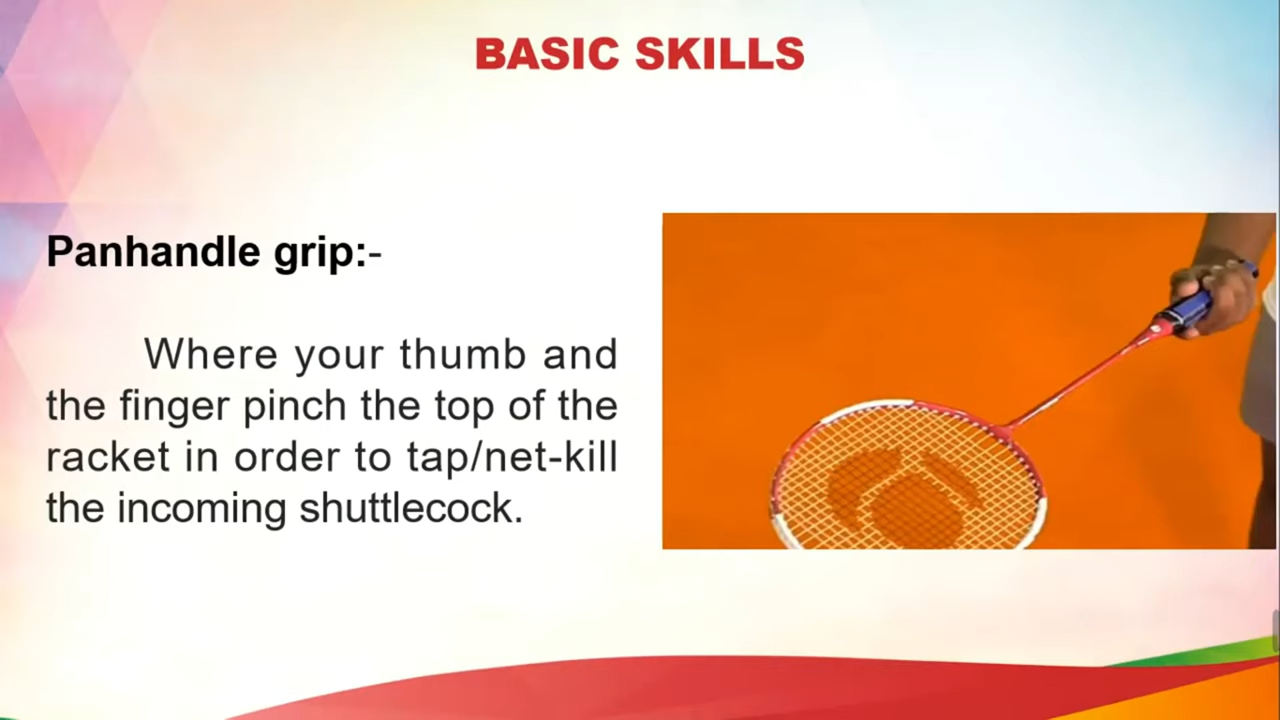 BASIC SKILLS
Panhandle grip:-
Where your thumb and
the finger pinch the top of the
racket in order to tap/net-kill
the incoming shuttlecock.